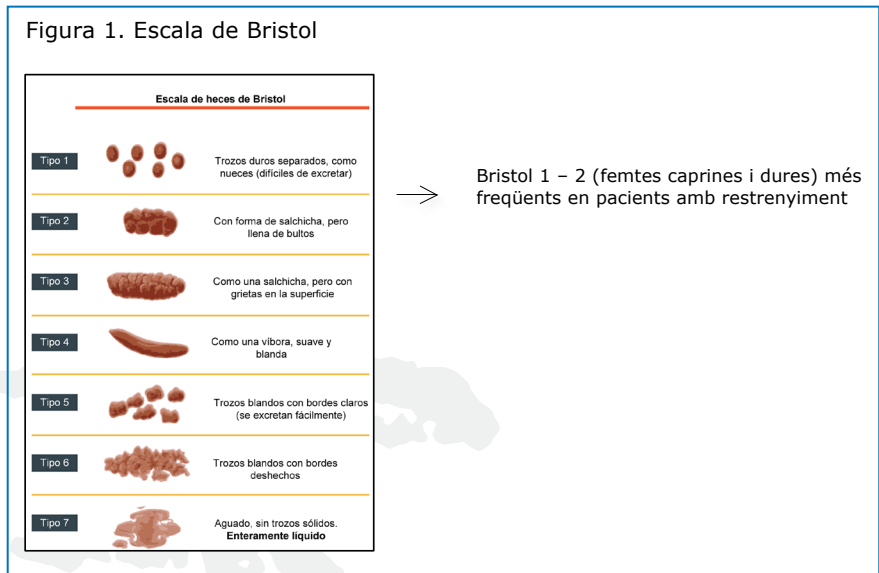 Figura 1. Escala de Bristol
Escala de heces de Bristol
Tipo 1
Trozos duros separados, como
nueces (difíciles de excretar)
Bristol 1 – 2 (femtes caprines i dures) més
freqüents en pacients amb restrenyiment
Tipo 2
Con forma de salchicha, pero
llena de bultos
Tipo 3
Como una salchicha, pero con
grietas en la superficie
Tipo 4
Como una víbora, suave y
blanda
Tipo 5
Trozos blandos con bordes claros
(se excretan fácilmente)
Tipo 6
Trozos blandos con bordes
deshechos
Tipo 7
Aguado, sin trozos sólidos.
Enteramente líquido